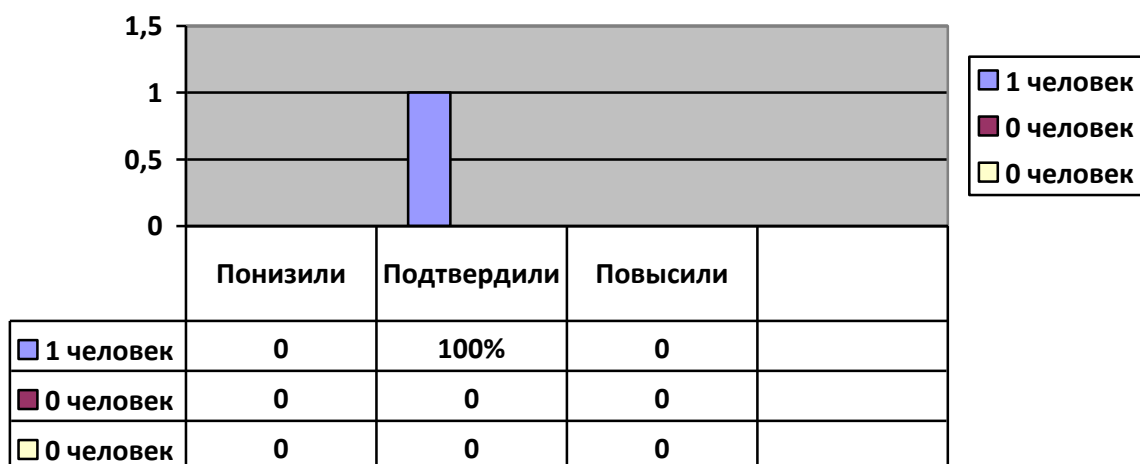 1,5
1
0,5
0
1 человек
0 человек
0 человек
Понизили Подтвердили Повысили
1 человек 0 100% 0
0 человек 0 0 0
0 человек 0 0 0